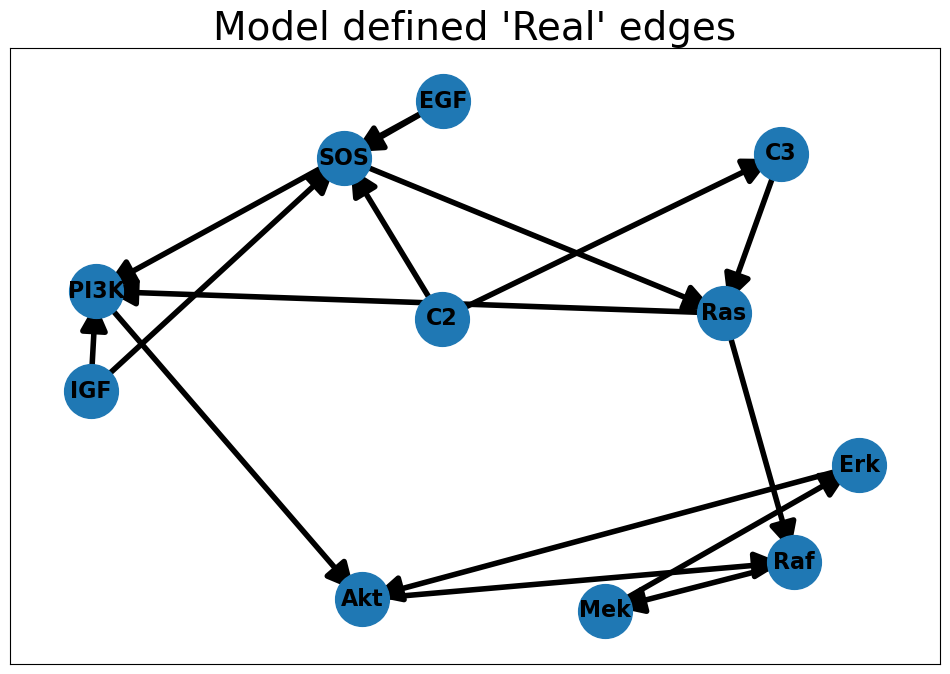 Model defined 'Real' edges
EGF
SOS
C3
PI3K
C2
Ras
IGF
Erk
Raf
Akt
Mek